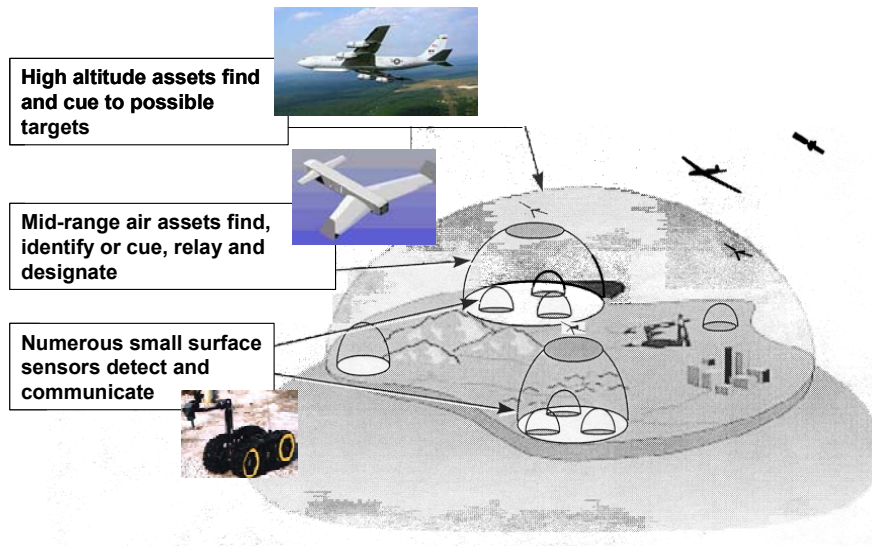 High altitude assets find
and cue to possible
targets
Mid-range air assets find,
identify or cue, relay and
designate
Numerous small surface
sensors detect and
communicate